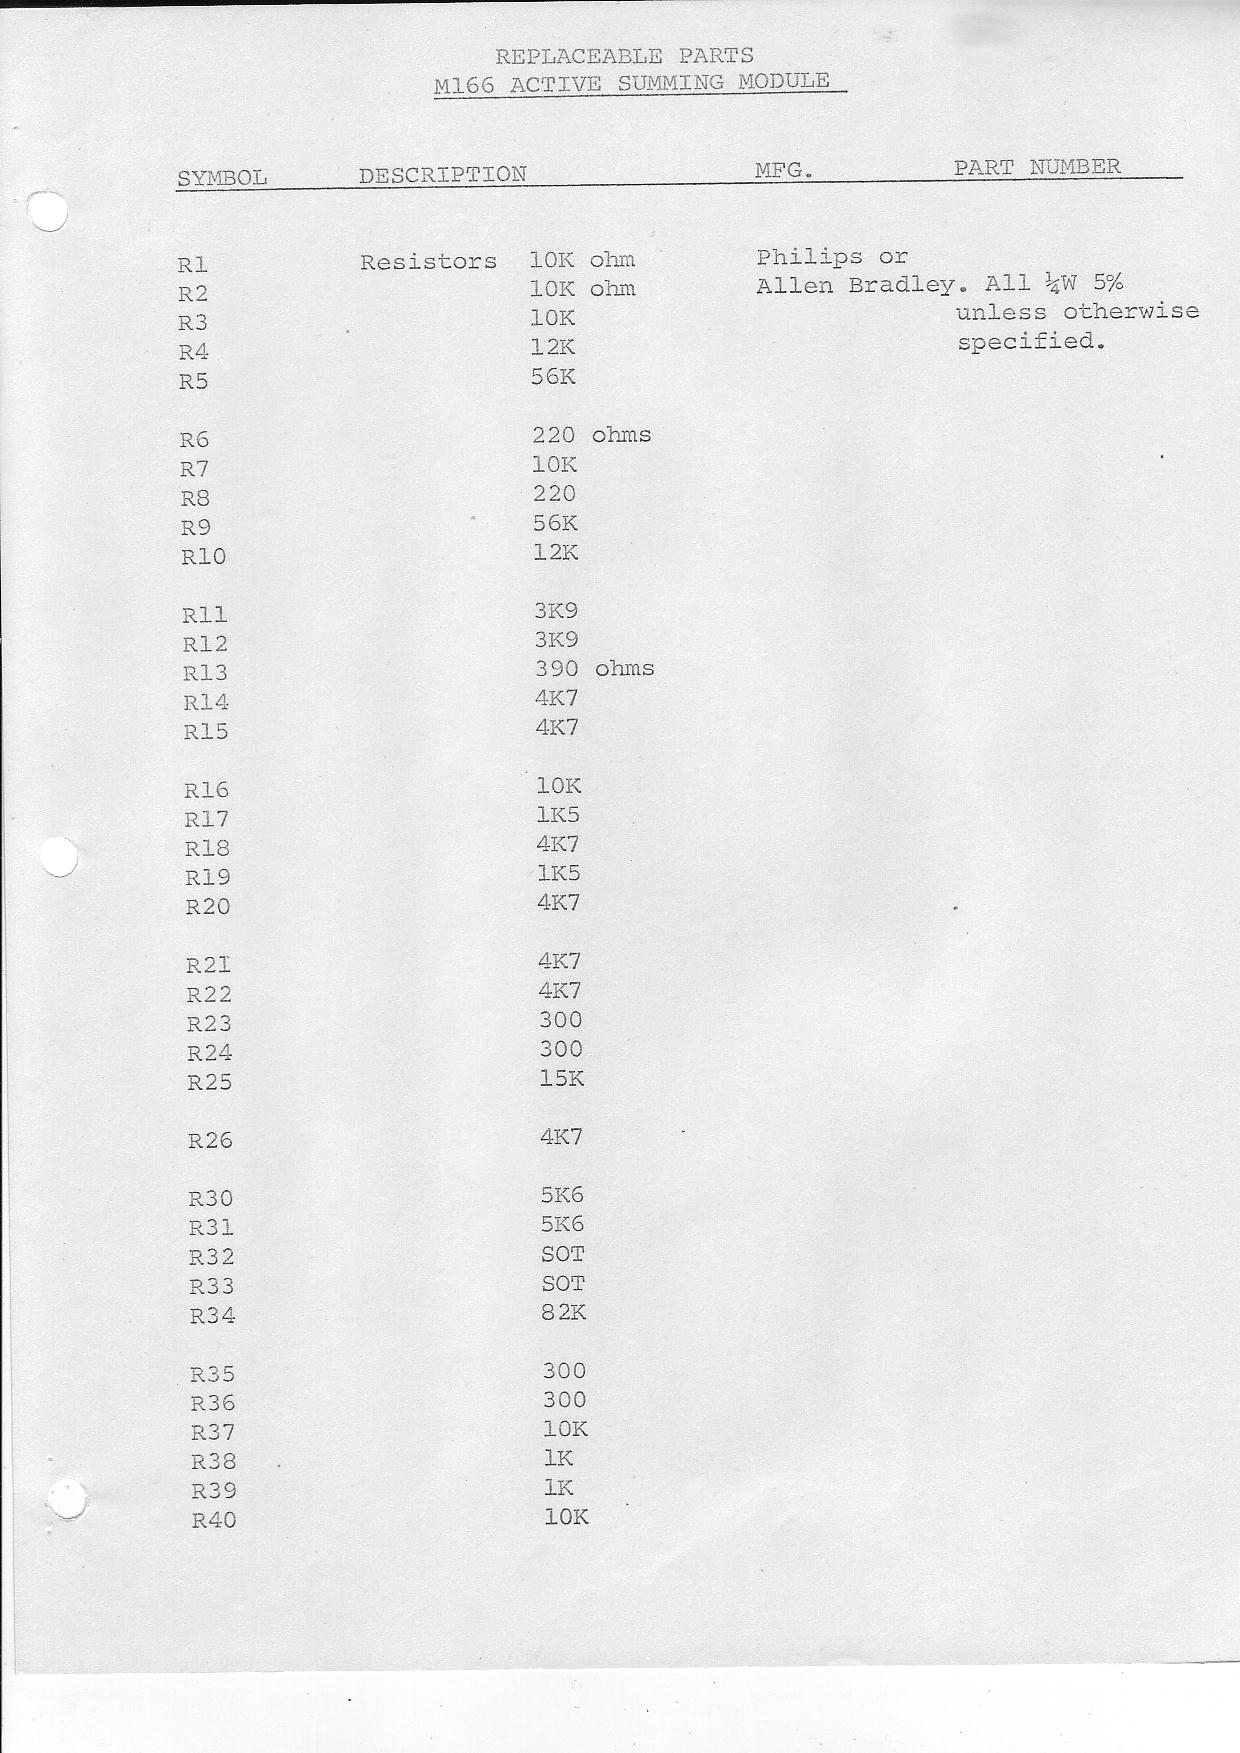 REPLACEABLE PARTS
M166 ACTIVE SUMMING MODULE
SYMBOL DESCRIPTION MFG. PART NUMBER
R1 Resistors 10K ohm Philips or
R2 10K ohm Allen Bradley. All ¼W 5%
R3 10K unless otherwise
R4 12K specified.
R5 56K
R6 220 ohms
R7 10K
R8 220
R9 56K
R10 12K
R11 3K9
R12 3K9
R13 390 ohms
R14 4K7
R15 4K7
R16 10K
R17 1K5
R18 4K7
R19 1K5
R20 4K7
R21 4K7
R22 4K7
R23 300
R24 300
R25 15K
R26 4K7
R30 5K6
R31 5K6
R32 SOT
R33 SOT
R34 82K
R35 300
R36 300
R37 10K
R38 1K
R39 1K
R40 10K